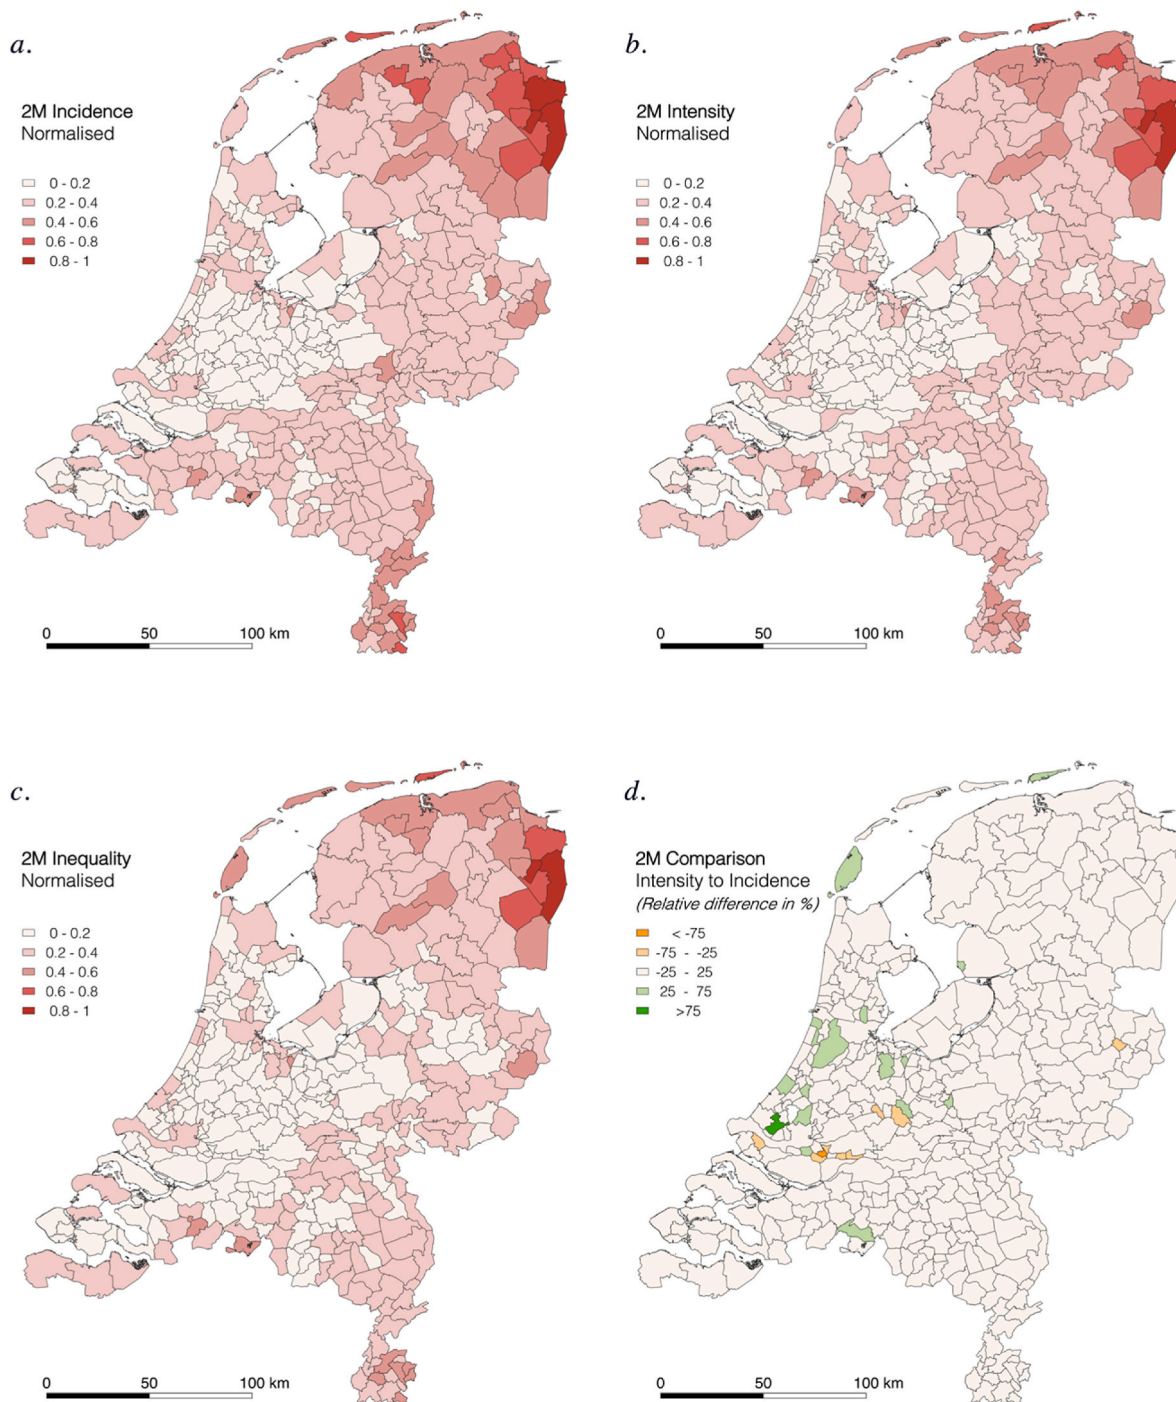 a.
2M Incidence
Normalised
0 - 0.2
0.2 - 0.4
0.4 - 0.6
0.6 - 0.8
0.8 - 1
0 50 100 km
b.
2M Intensity
Normalised
0 - 0.2
0.2 - 0.4
0.4 - 0.6
0.6 - 0.8
0.8 - 1
0 50 100 km
c.
2M Inequality
Normalised
0 - 0.2
0.2 - 0.4
0.4 - 0.6
0.6 - 0.8
0.8 - 1
0 50 100 km
d.
2M Comparison
Intensity to Incidence
(Relative difference in %)
< -75
-75 - -25
-25 - 25
25 - 75
>75
0 50 100 km